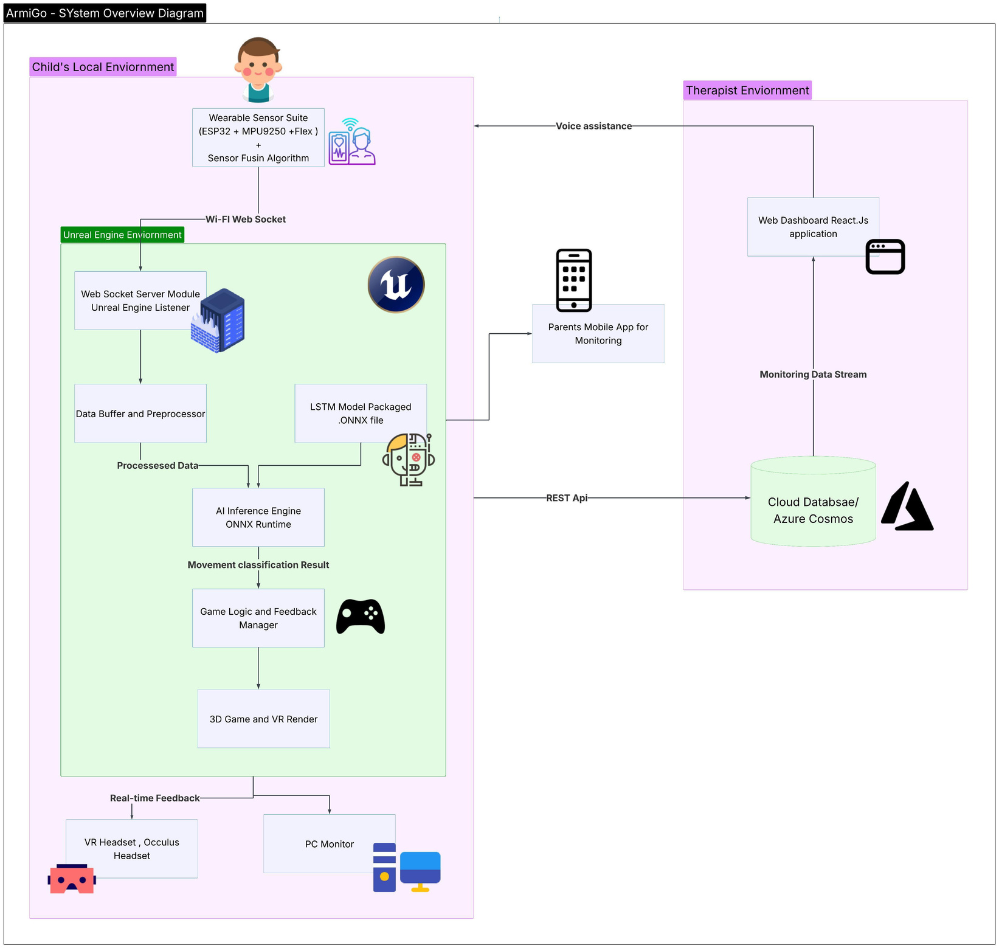 ArmiGo - SYstem Overview Diagram
Child's Local Enviornment
Wearable Sensor Suite
(ESP32 + MPU9250 +Flex )
+
Sensor Fusin Algorithm
Wi-FI Web Socket
Unreal Engine Enviornment
Web Socket Server Module
Unreal Engine Listener
Data Buffer and Preprocessor
LSTM Model Packaged
.ONNX file
Processesed Data
AI Inference Engine
ONNX Runtime
Movement classification Result
Game Logic and Feedback
Manager
3D Game and VR Render
Real-time Feedback
VR Headset , Occulus
Headset
PC Monitor
Voice assistance
Parents Mobile App for
Monitoring
REST Api
Therapist Enviornment
Web Dashboard React.Js
application
Monitoring Data Stream
Cloud Databsae/
Azure Cosmos